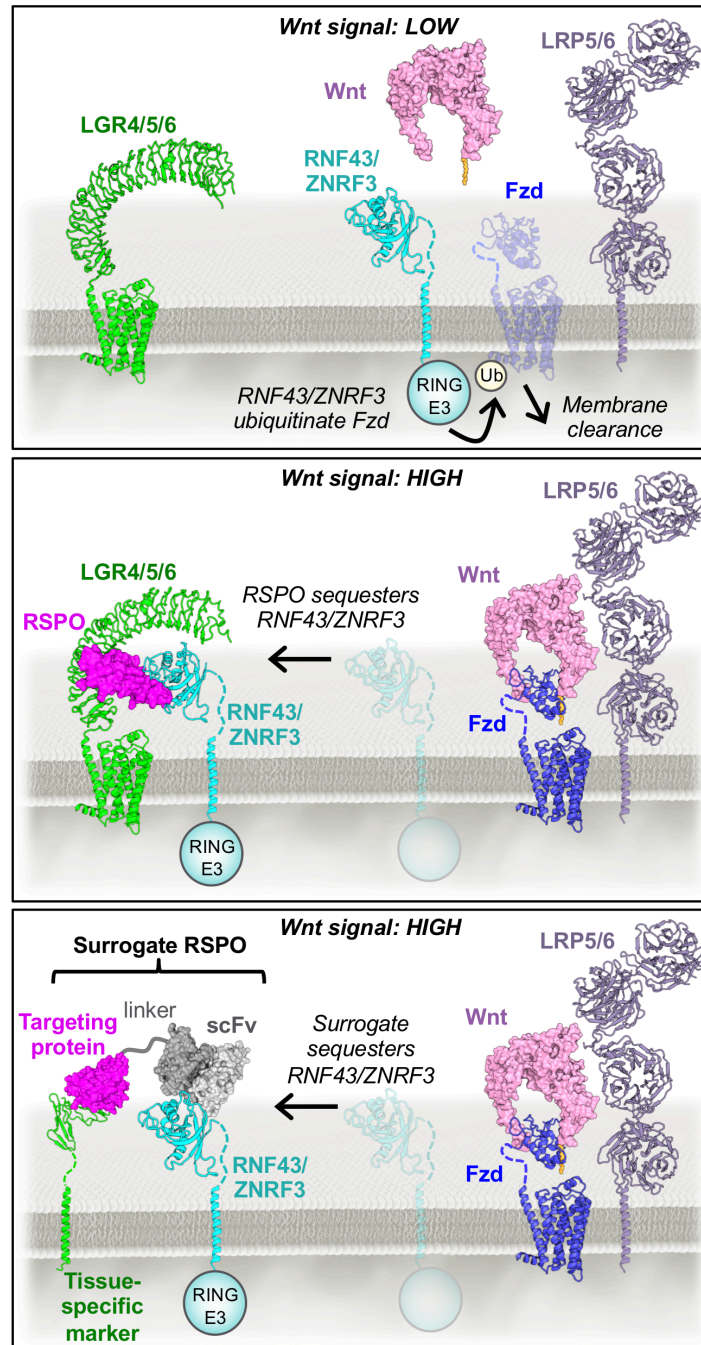 Wnt signal: LOW
LRP5/6
Wnt
LGR4/5/6
RNF43/
ZNRF3
Fzd
Ub
RING
E3
RNF43/ZNRF3
ubiquitinate Fzd
Membrane
clearance
Wnt signal: HIGH
LRP5/6
LGR4/5/6
Wnt
RSPO sequesters
RNF43/ZNRF3
RSPO
RNF43/
ZNRF3
Fzd
RING
E3
Wnt signal: HIGH
Surrogate RSPO
LRP5/6
linker
Targeting
protein
scFv
Wnt
Surrogate
sequesters
RNF43/ZNRF3
RNF43/
ZNRF3
Fzd
Tissue-
specific
marker
RING
E3